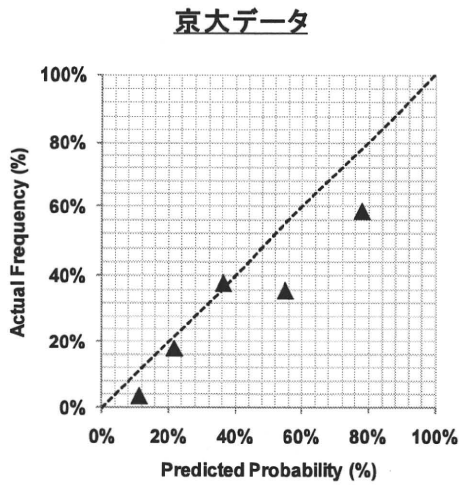 京大データ
100%
80%
60%
40%
20%
0%
Actual Frequency (%)
0% 20% 40% 60% 80% 100%
Predicted Probability (%)